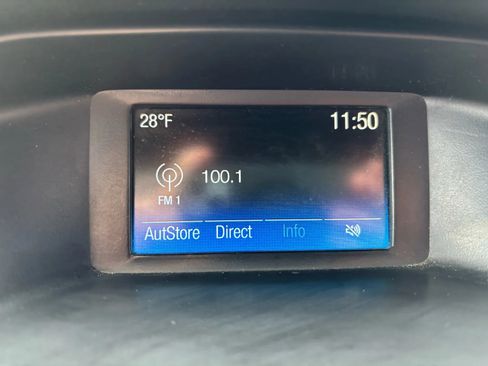 28°F 11:50
100.1
FM 1
AutStore Direct Info